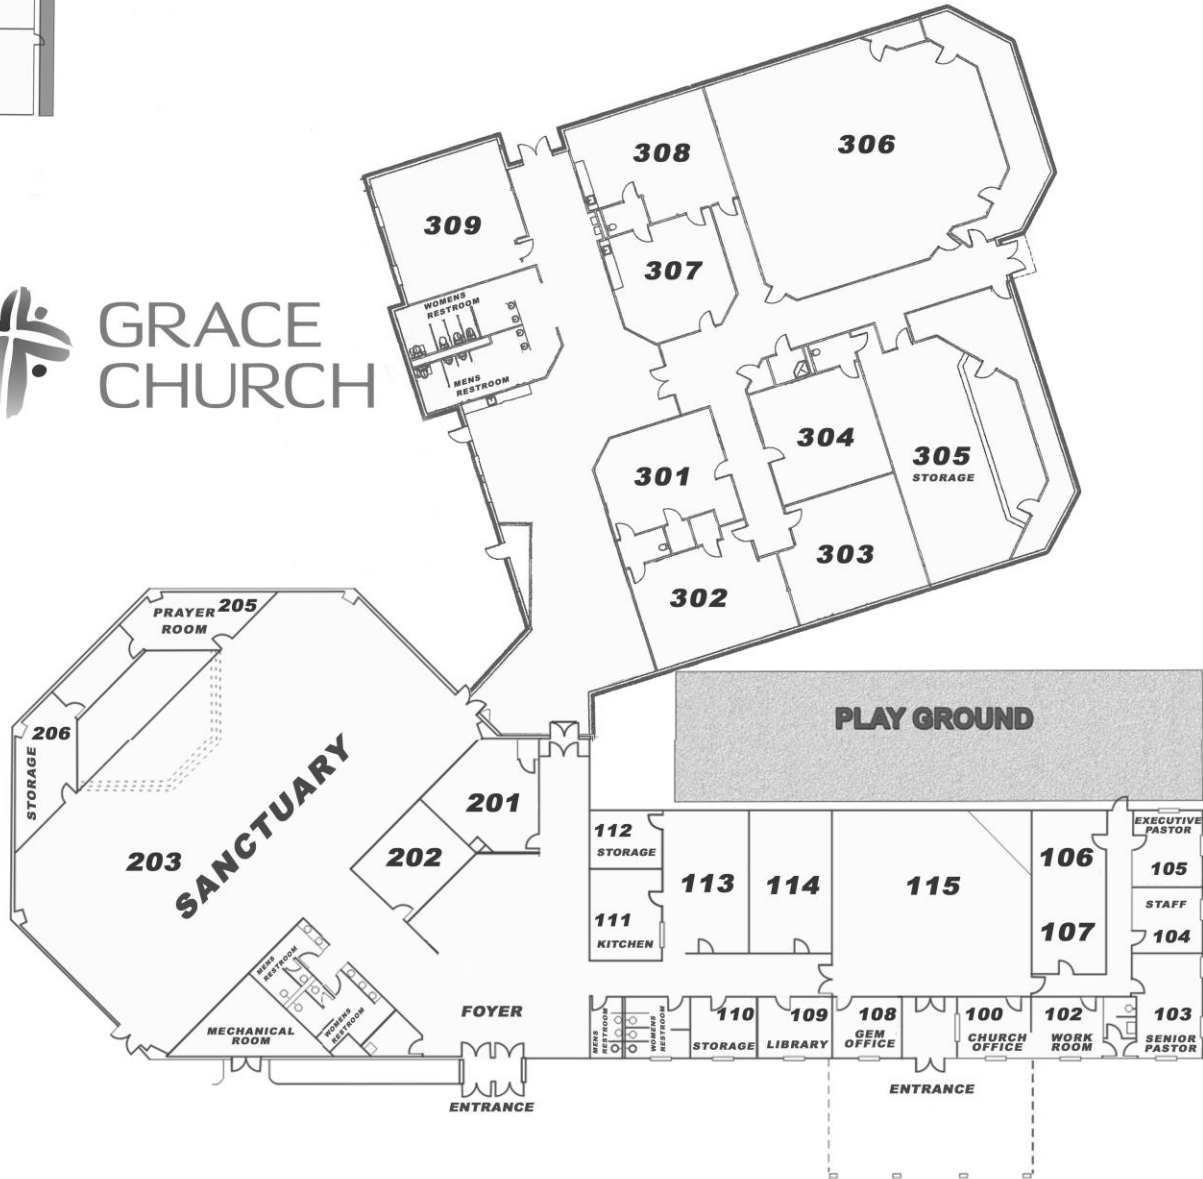 306
308
309
307
WOMENS
RESTROOM
GRACE
CHURCH
MENS
RESTROOM
304
305
STORAGE
301
303
302
PRAYER 205
ROOM
206
STORAGE
PLAY GROUND
SANCTUARY
201
203
202
112
STORAGE
113
114
115
106
107
EXECUTIVE
PASTOR
105
STAFF
104
111
KITCHEN
MENS
RESTROOM
WOMENS
RESTROOM
MECHANICAL
ROOM
FOYER
MENS
RESTROOM
WOMENS
RESTROOM
110
STORAGE
109
LIBRARY
108
GEM
OFFICE
100
CHURCH
OFFICE
102
WORK
ROOM
103
SENIOR
PASTOR
ENTRANCE
ENTRANCE